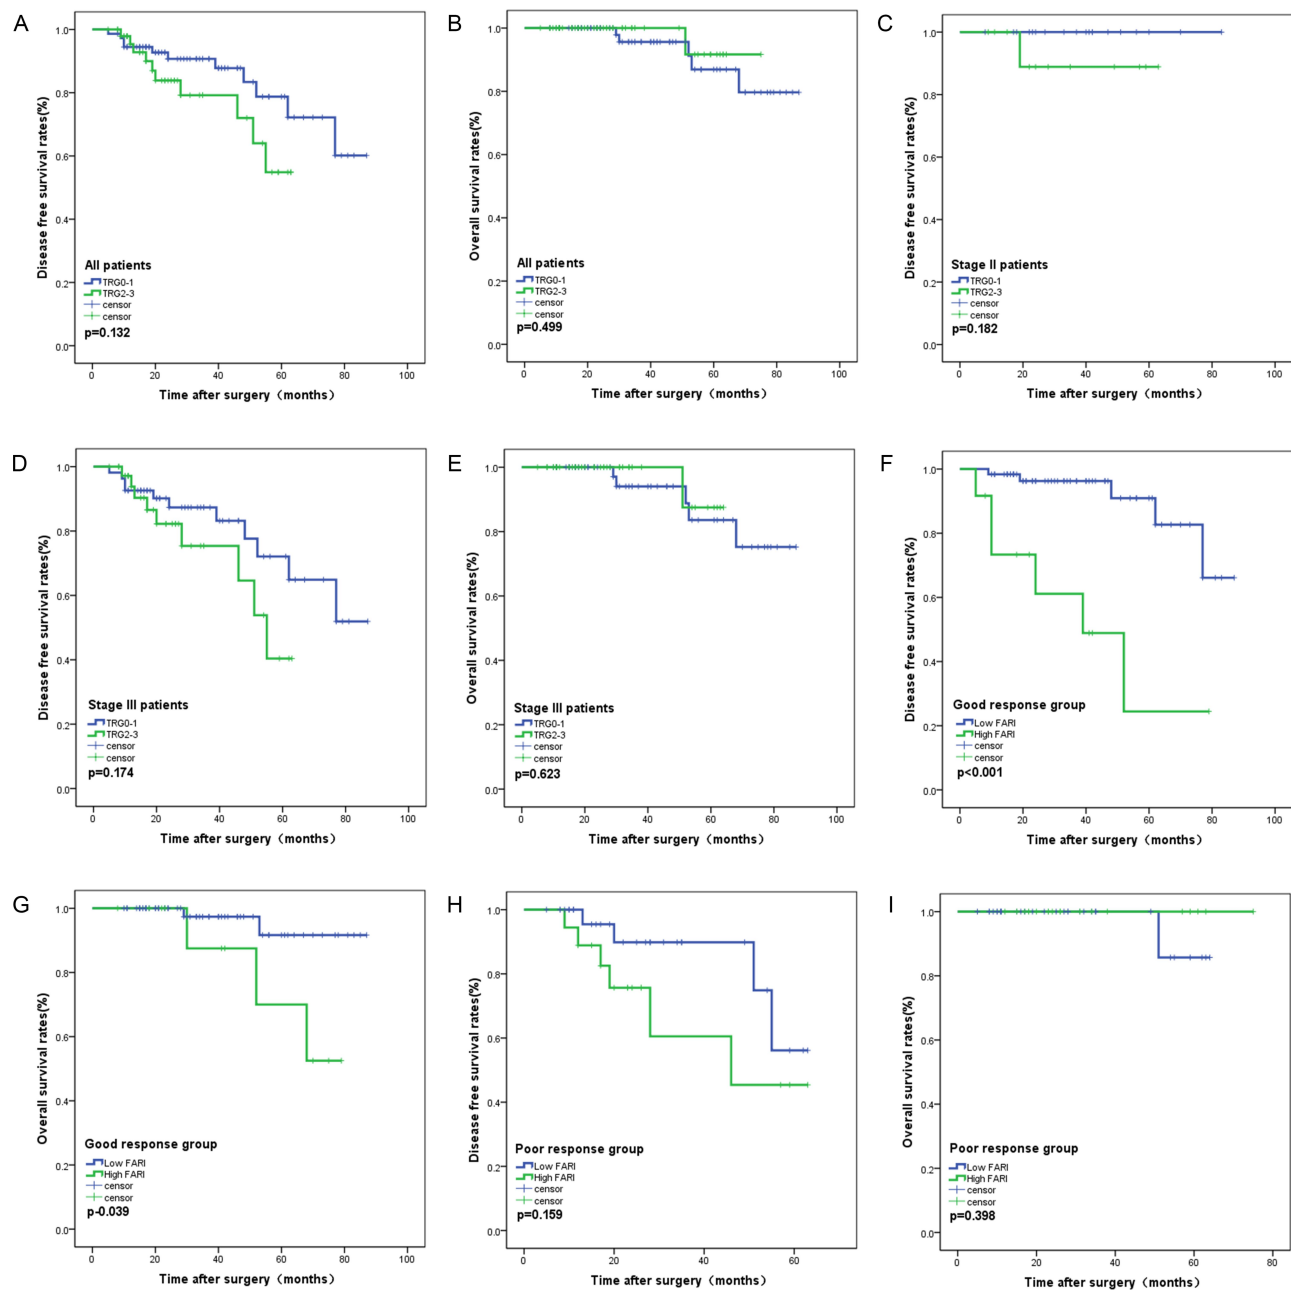 A
Disease free survival rates(%)
1.0
0.8
0.6
0.4
0.2
0.0
All patients
TRG0-1
TRG2-3
censor
censor
p=0.132
0 20 40 60 80 100
Time after surgery（months）
B
Overall survival rates(%)
1.0
0.8
0.6
0.4
0.2
0.0
All patients
TRG0-1
TRG2-3
censor
censor
p=0.499
0 20 40 60 80 100
Time after surgery（months）
C
Disease free survival rates(%)
1.0
0.8
0.6
0.4
0.2
0.0
Stage II patients
TRG0-1
TRG2-3
censor
censor
p=0.182
0 20 40 60 80 100
Time after surgery（months）
D
Disease free survival rates(%)
1.0
0.8
0.6
0.4
0.2
0.0
Stage III patients
TRG0-1
TRG2-3
censor
censor
p=0.174
0 20 40 60 80 100
Time after surgery（months）
E
Overall survival rates(%)
1.0
0.8
0.6
0.4
0.2
0.0
Stage III patients
TRG0-1
TRG2-3
censor
censor
p=0.623
0 20 40 60 80 100
Time after surgery（months）
F
Disease free survival rates(%)
1.0
0.8
0.6
0.4
0.2
0.0
Good response group
Low FARI
High FARI
censor
censor
p<0.001
0 20 40 60 80 100
Time after surgery（months）
G
Overall survival rates(%)
1.0
0.8
0.6
0.4
0.2
0.0
Good response group
Low FARI
High FARI
censor
censor
p-0.039
0 20 40 60 80 100
Time after surgery（months）
H
Disease free survival rates(%)
1.0
0.8
0.6
0.4
0.2
0.0
Poor response group
Low FARI
High FARI
censor
censor
p=0.159
0 20 40 60
Time after surgery（months）
I
Overall survival rates(%)
1.0
0.8
0.6
0.4
0.2
0.0
Poor response group
Low FARI
High FARI
censor
censor
p=0.398
0 20 40 60 80
Time after surgery（months）